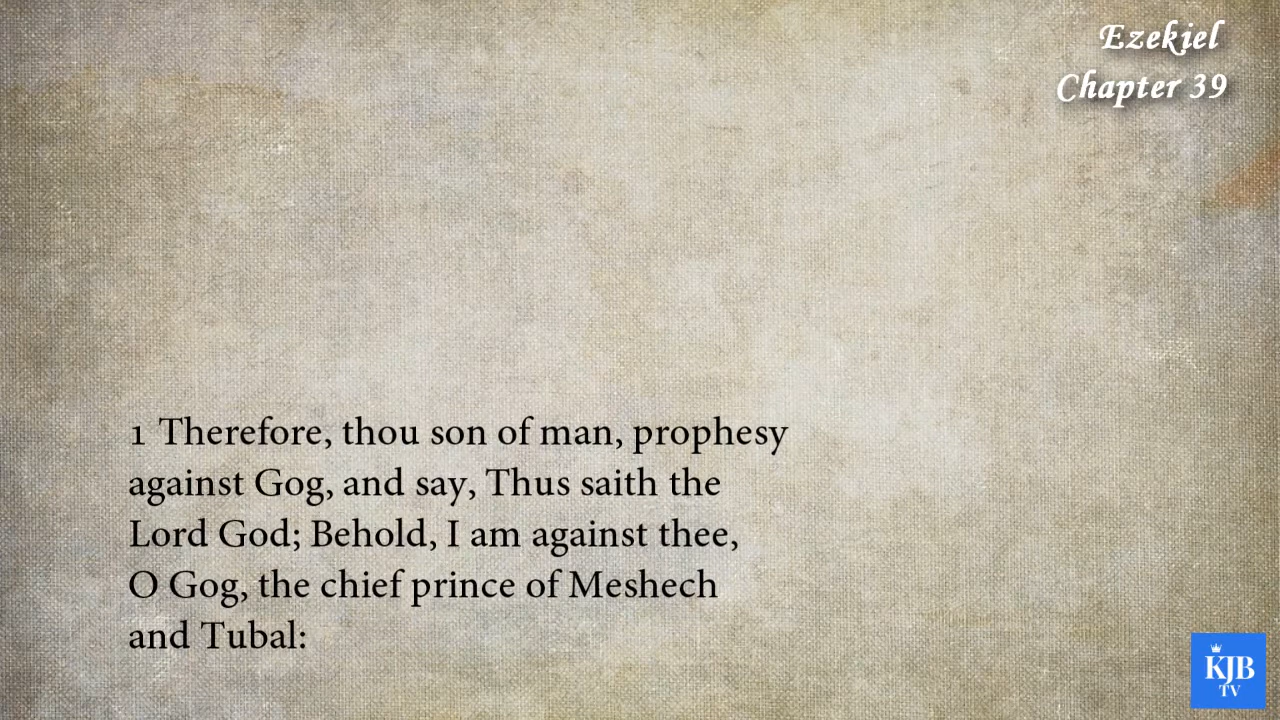 Ezekiel
Chapter 39
1 Therefore, thou son of man, prophesy
against Gog, and say, Thus saith the
Lord God; Behold, I am against thee,
O Gog, the chief prince of Meshech
and Tubal:
KJB
TV